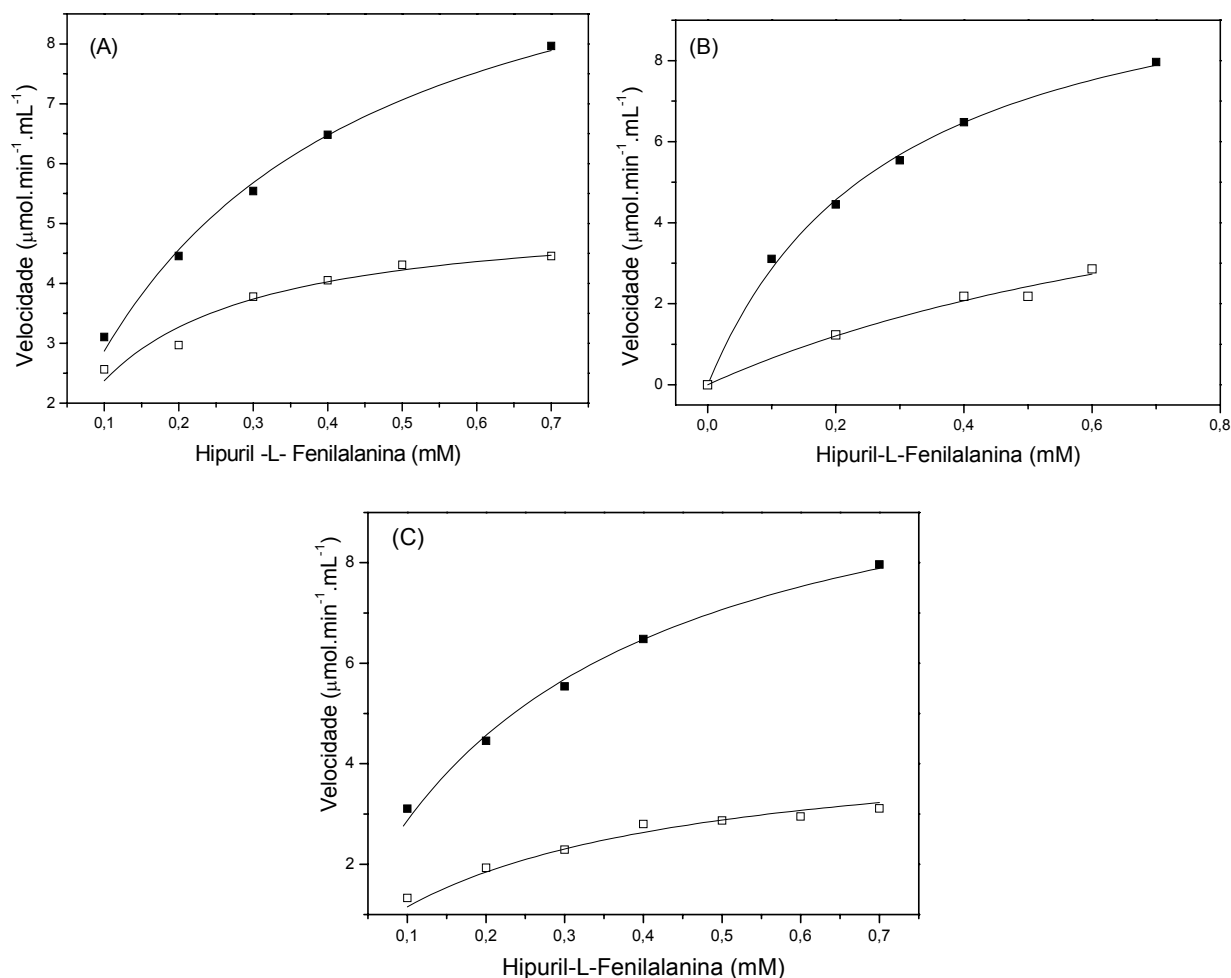 (A)
Velocidade (μmol.min⁻¹.mL⁻¹)
8
7
6
5
4
3
2
0,1 0,2 0,3 0,4 0,5 0,6 0,7
Hipuril -L- Fenilalanina (mM)
(B)
Velocidade (μmol.min⁻¹.mL⁻¹)
8
6
4
2
0
0,0 0,2 0,4 0,6 0,8
Hipuril-L-Fenilalanina (mM)
(C)
Velocidade (μmol.min⁻¹.mL⁻¹)
8
6
4
2
0,1 0,2 0,3 0,4 0,5 0,6 0,7
Hipuril-L-Fenilalanina (mM)